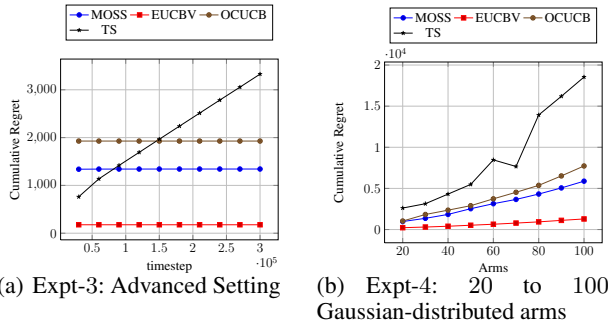 MOSS EUCBV OCUCB
TS
Cumulative Regret
3,000
2,000
1,000
0
0.5 1 1.5 2 2.5 3
·10^5
timestep
(a) Expt-3: Advanced Setting
MOSS EUCBV OCUCB
TS
·10^4
Cumulative Regret
2
1.5
1
0.5
0
20 40 60 80 100
Arms
(b) Expt-4: 20 to 100
Gaussian-distributed arms